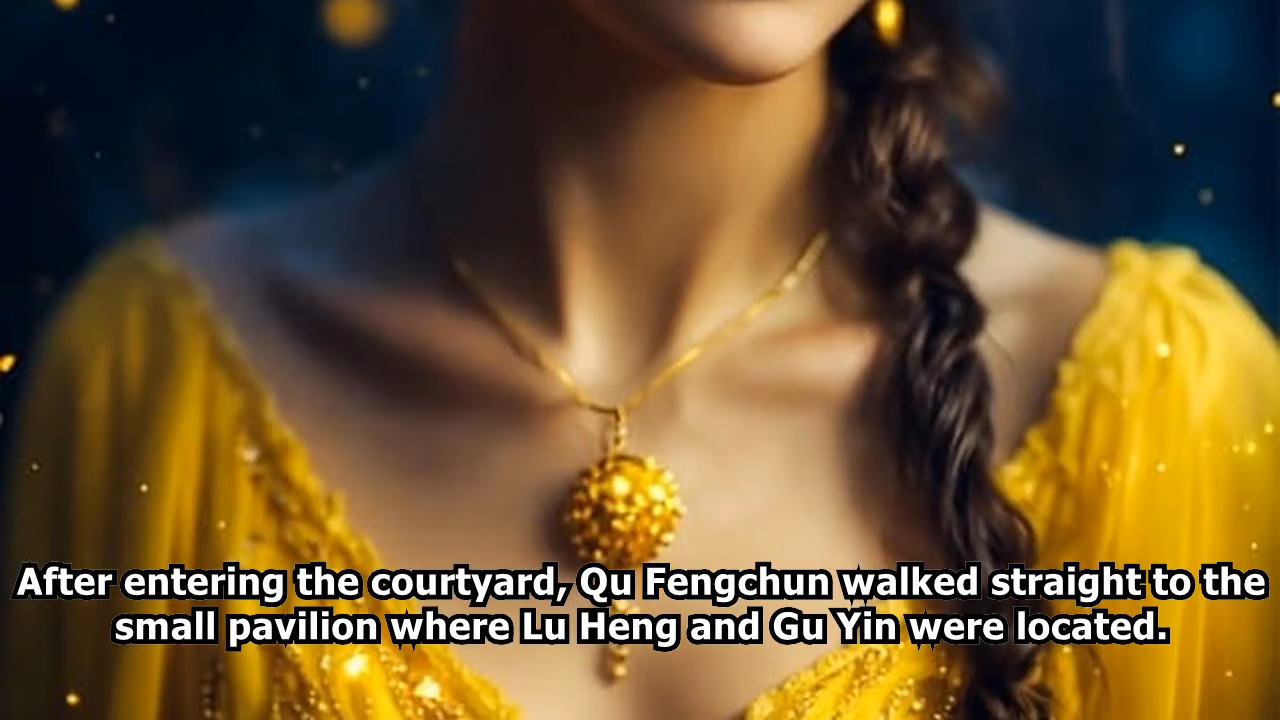 After entering the courtyard, Qu Fengchun walked straight to the
small pavilion where Lu Heng and Gu Yin were located.